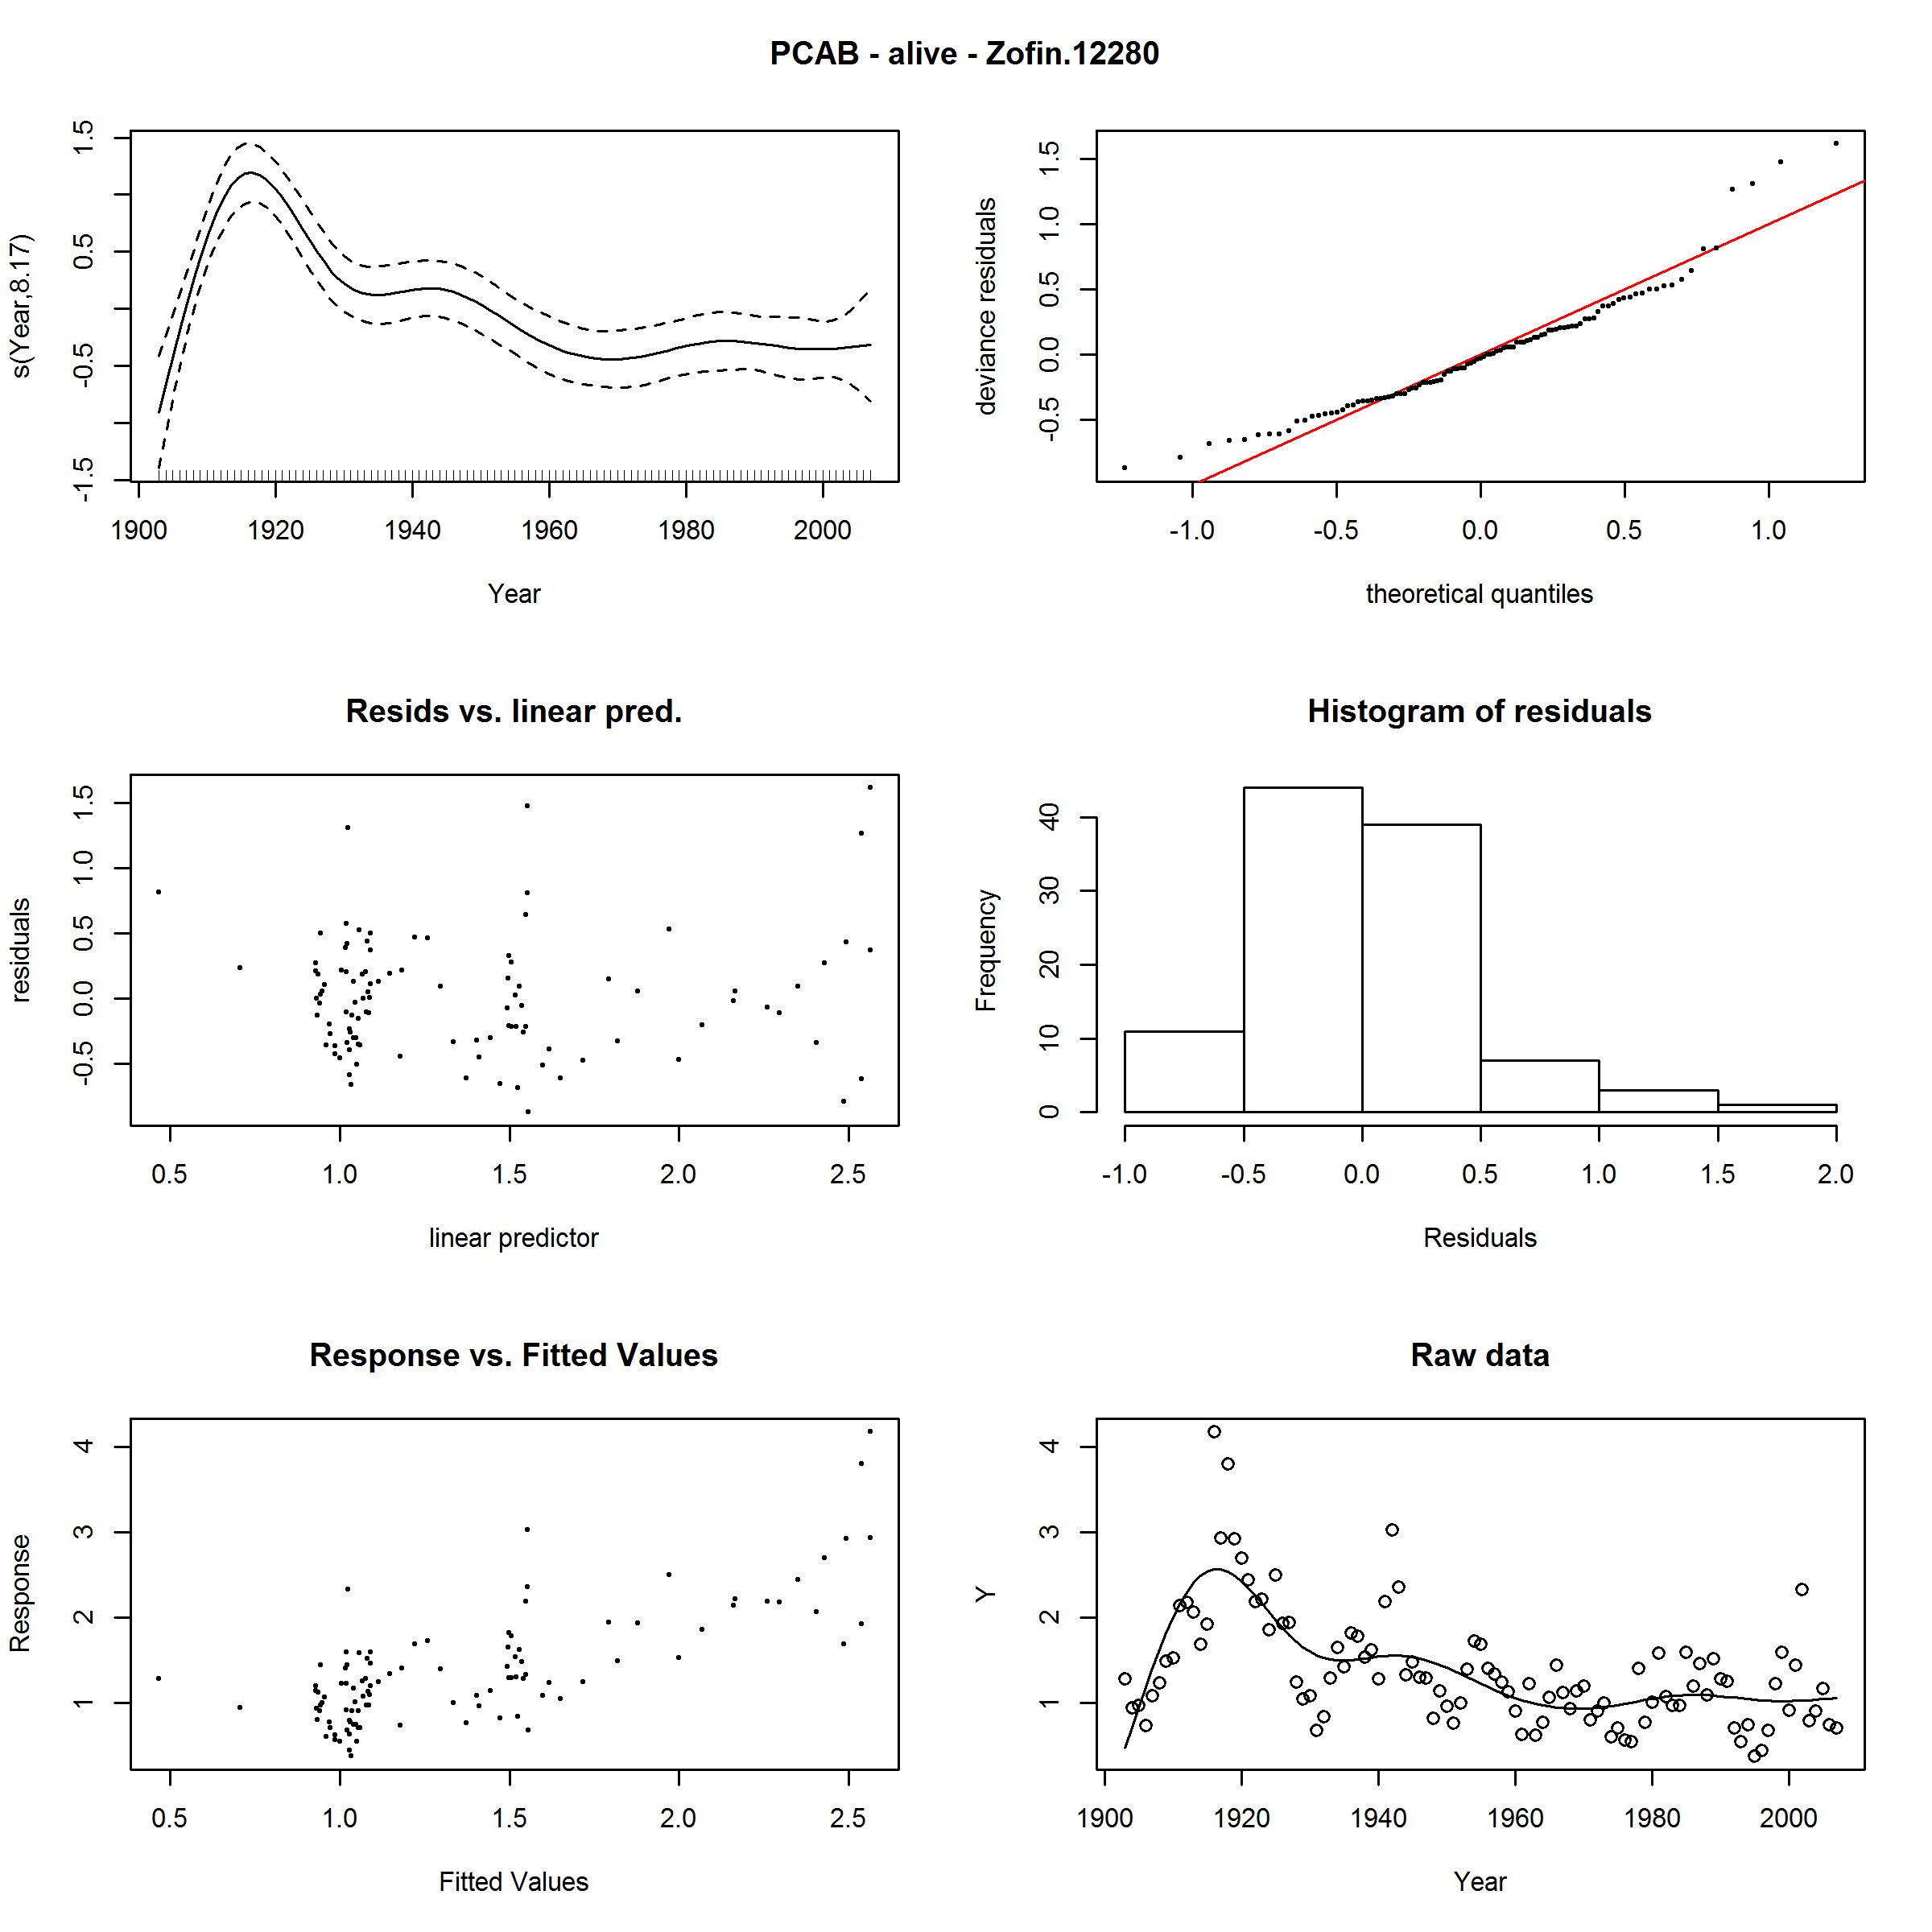 PCAB - alive - Zofin.12280
s(Year,8.17)
-1.5 -0.5 0.5 1.5
1900 1920 1940 1960 1980 2000
Year
deviance residuals
-0.5 0.0 0.5 1.0 1.5
-1.0 -0.5 0.0 0.5 1.0
theoretical quantiles
Resids vs. linear pred.
residuals
-0.5 0.0 0.5 1.0 1.5
0.5 1.0 1.5 2.0 2.5
linear predictor
Histogram of residuals
Frequency
0 10 20 30 40
-1.0 -0.5 0.0 0.5 1.0 1.5 2.0
Residuals
Response vs. Fitted Values
Response
1 2 3 4
0.5 1.0 1.5 2.0 2.5
Fitted Values
Raw data
Y
1 2 3 4
1900 1920 1940 1960 1980 2000
Year